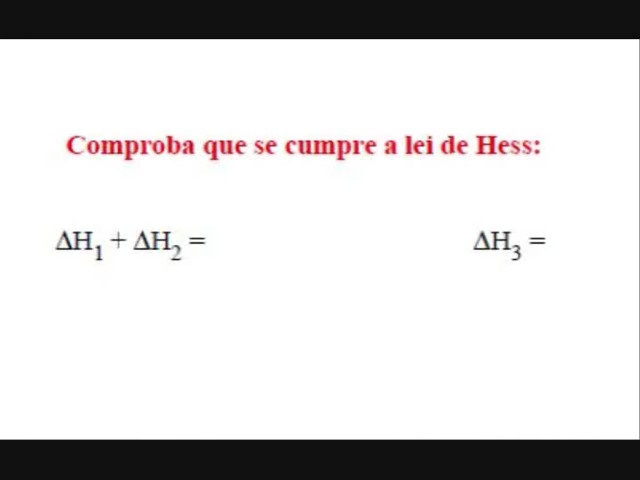 Comproba que se cumpre a lei de Hess:
ΔH₁ + ΔH₂ = ΔH₃ =